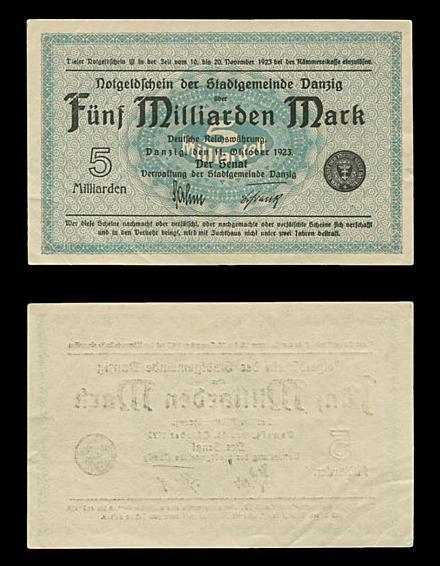 Dieser Notgeldschein ist in der Zeit vom 10. bis 20. November 1923 bei der Kämmereikasse einzulösen.
Notgeldschein der Stadtgemeinde Danzig
über
Fünf Milliarden Mark
Deutsche Reichswährung.
Danzig, den 11. Oktober 1923.
Der Senat
Verwaltung der Stadtgemeinde Danzig
5
Milliarden
Wer diese Scheine nachmacht oder verfälscht, oder nachgemachte oder verfälschte Scheine sich verschafft
und in den Verkehr bringt, wird mit Zuchthaus nicht unter zwei Jahren bestraft.